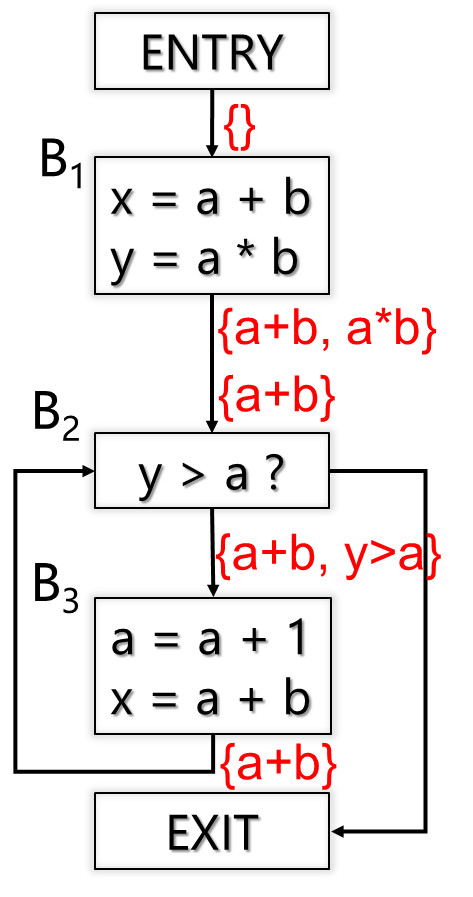 ENTRY
{}
B1
x = a + b
y = a * b
{a+b, a*b}
{a+b}
B2
y > a ?
{a+b, y>a}
B3
a = a + 1
x = a + b
{a+b}
EXIT